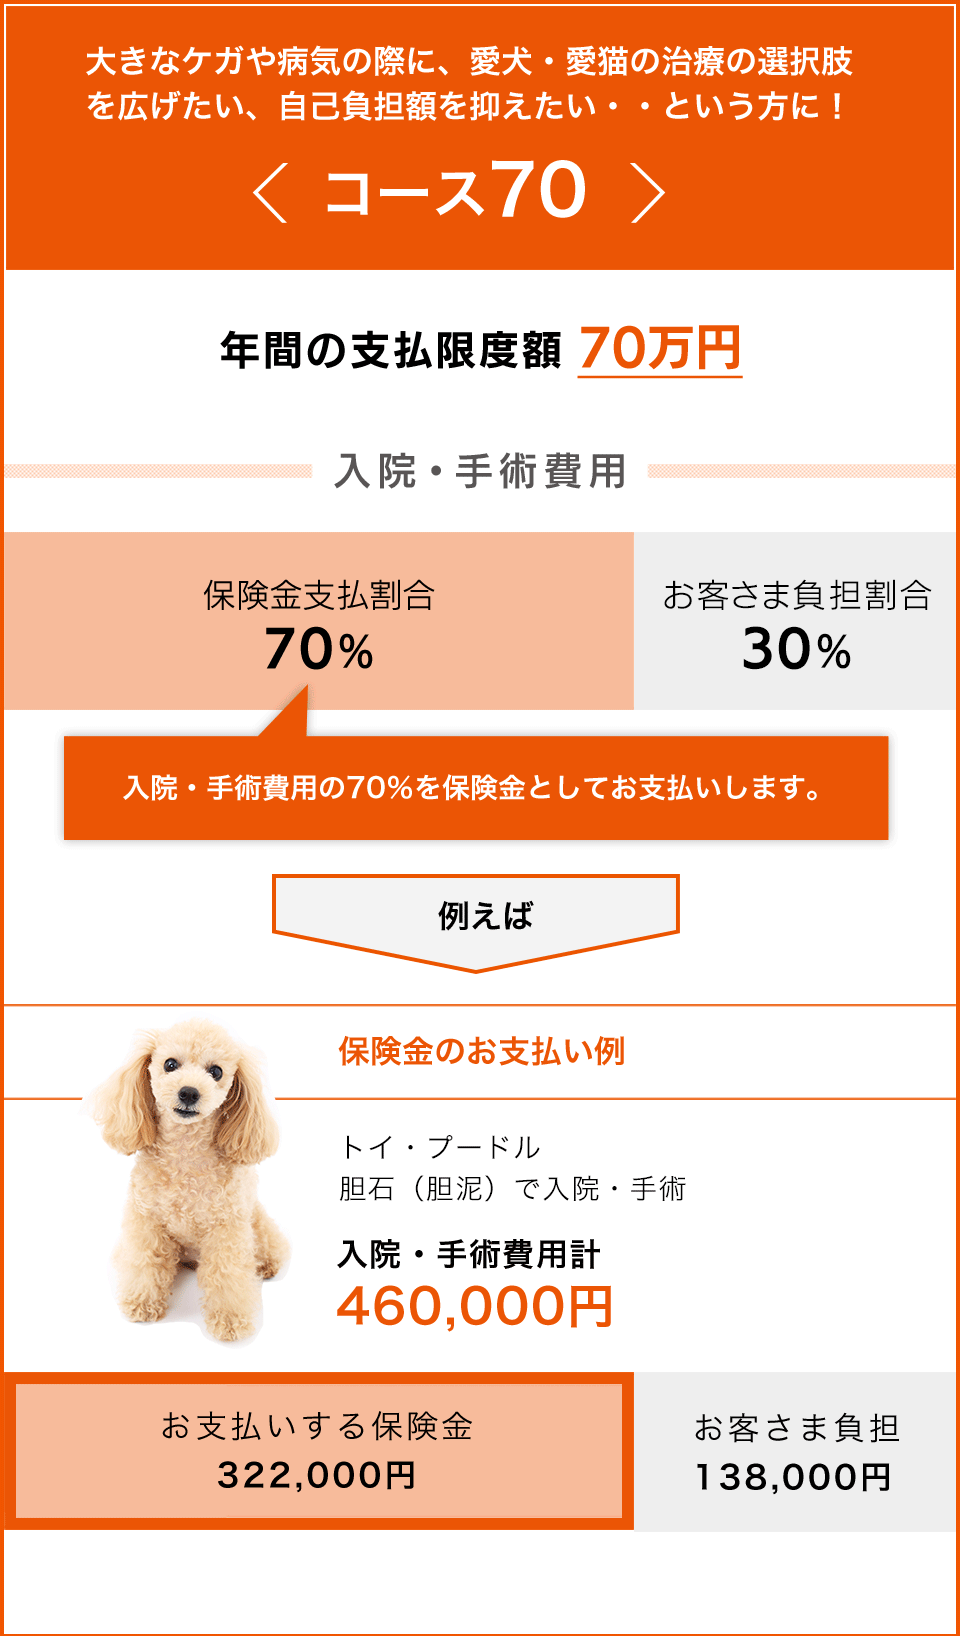 大きなケガや病気の際に、愛犬・愛猫の治療の選択肢
を広げたい、自己負担額を抑えたい・・という方に！
〈 コース70 〉
年間の支払限度額 70万円
入院・手術費用
保険金支払割合
70%
お客さま負担割合
30%
入院・手術費用の70%を保険金としてお支払いします。
例えば
保険金のお支払い例
トイ・プードル
胆石（胆泥）で入院・手術
入院・手術費用計
460,000円
お支払いする保険金
322,000円
お客さま負担
138,000円